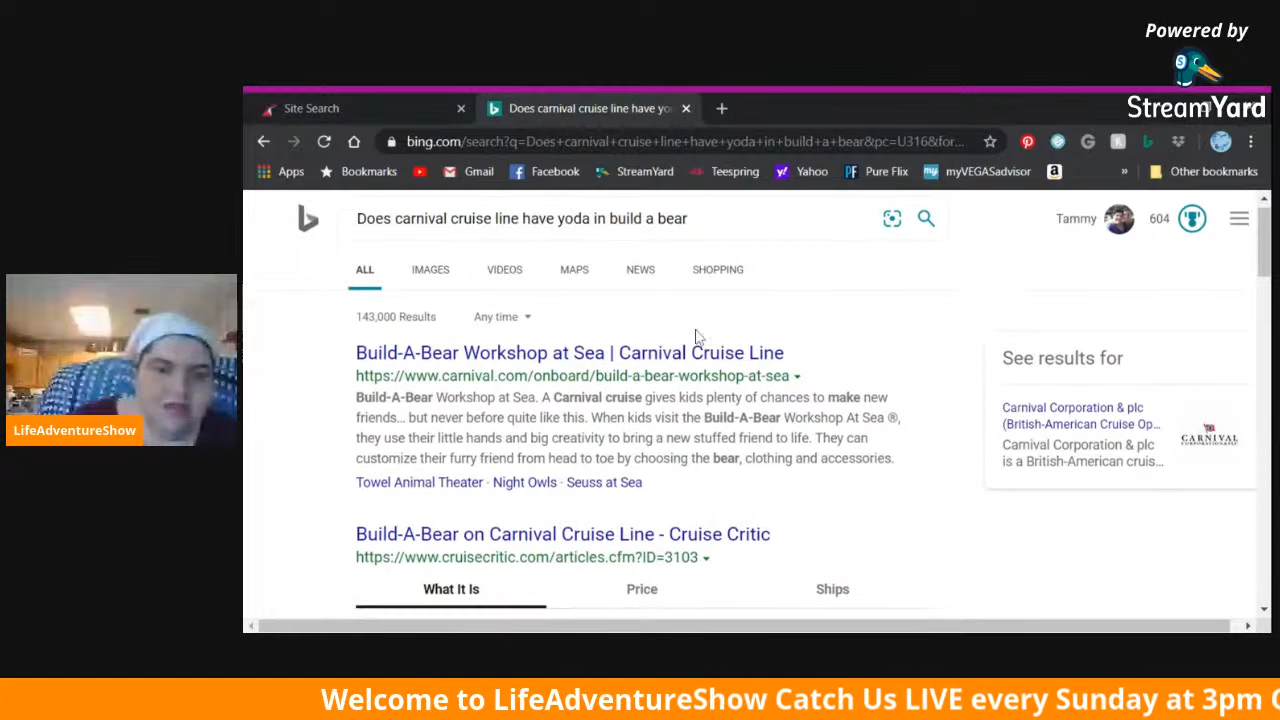 Powered by
StreamYard
Site Search
Does carnival cruise line have yo
bing.com/search?q=Does+carnival+cruise+line+have+yoda+in+build+a+bear&pc=U316&for...
Apps Bookmarks Gmail Facebook StreamYard Teespring Yahoo PF Pure Flix my myVEGASadvisor a » Other bookmarks
Does carnival cruise line have yoda in build a bear
Tammy 604
ALL IMAGES VIDEOS MAPS NEWS SHOPPING
143,000 Results Any time
Build-A-Bear Workshop at Sea | Carnival Cruise Line
https://www.carnival.com/onboard/build-a-bear-workshop-at-sea
Build-A-Bear Workshop at Sea. A Carnival cruise gives kids plenty of chances to make new
friends... but never before quite like this. When kids visit the Build-A-Bear Workshop At Sea ®,
they use their little hands and big creativity to bring a new stuffed friend to life. They can
customize their furry friend from head to toe by choosing the bear, clothing and accessories.
Towel Animal Theater · Night Owls · Seuss at Sea
See results for
Carnival Corporation & plc
(British-American Cruise Op...
Carnival Corporation & plc
is a British-American cruis...
CARNIVAL
Build-A-Bear on Carnival Cruise Line - Cruise Critic
https://www.cruisecritic.com/articles.cfm?ID=3103
What It Is Price Ships
LifeAdventureShow
Welcome to LifeAdventureShow Catch Us LIVE every Sunday at 3pm C